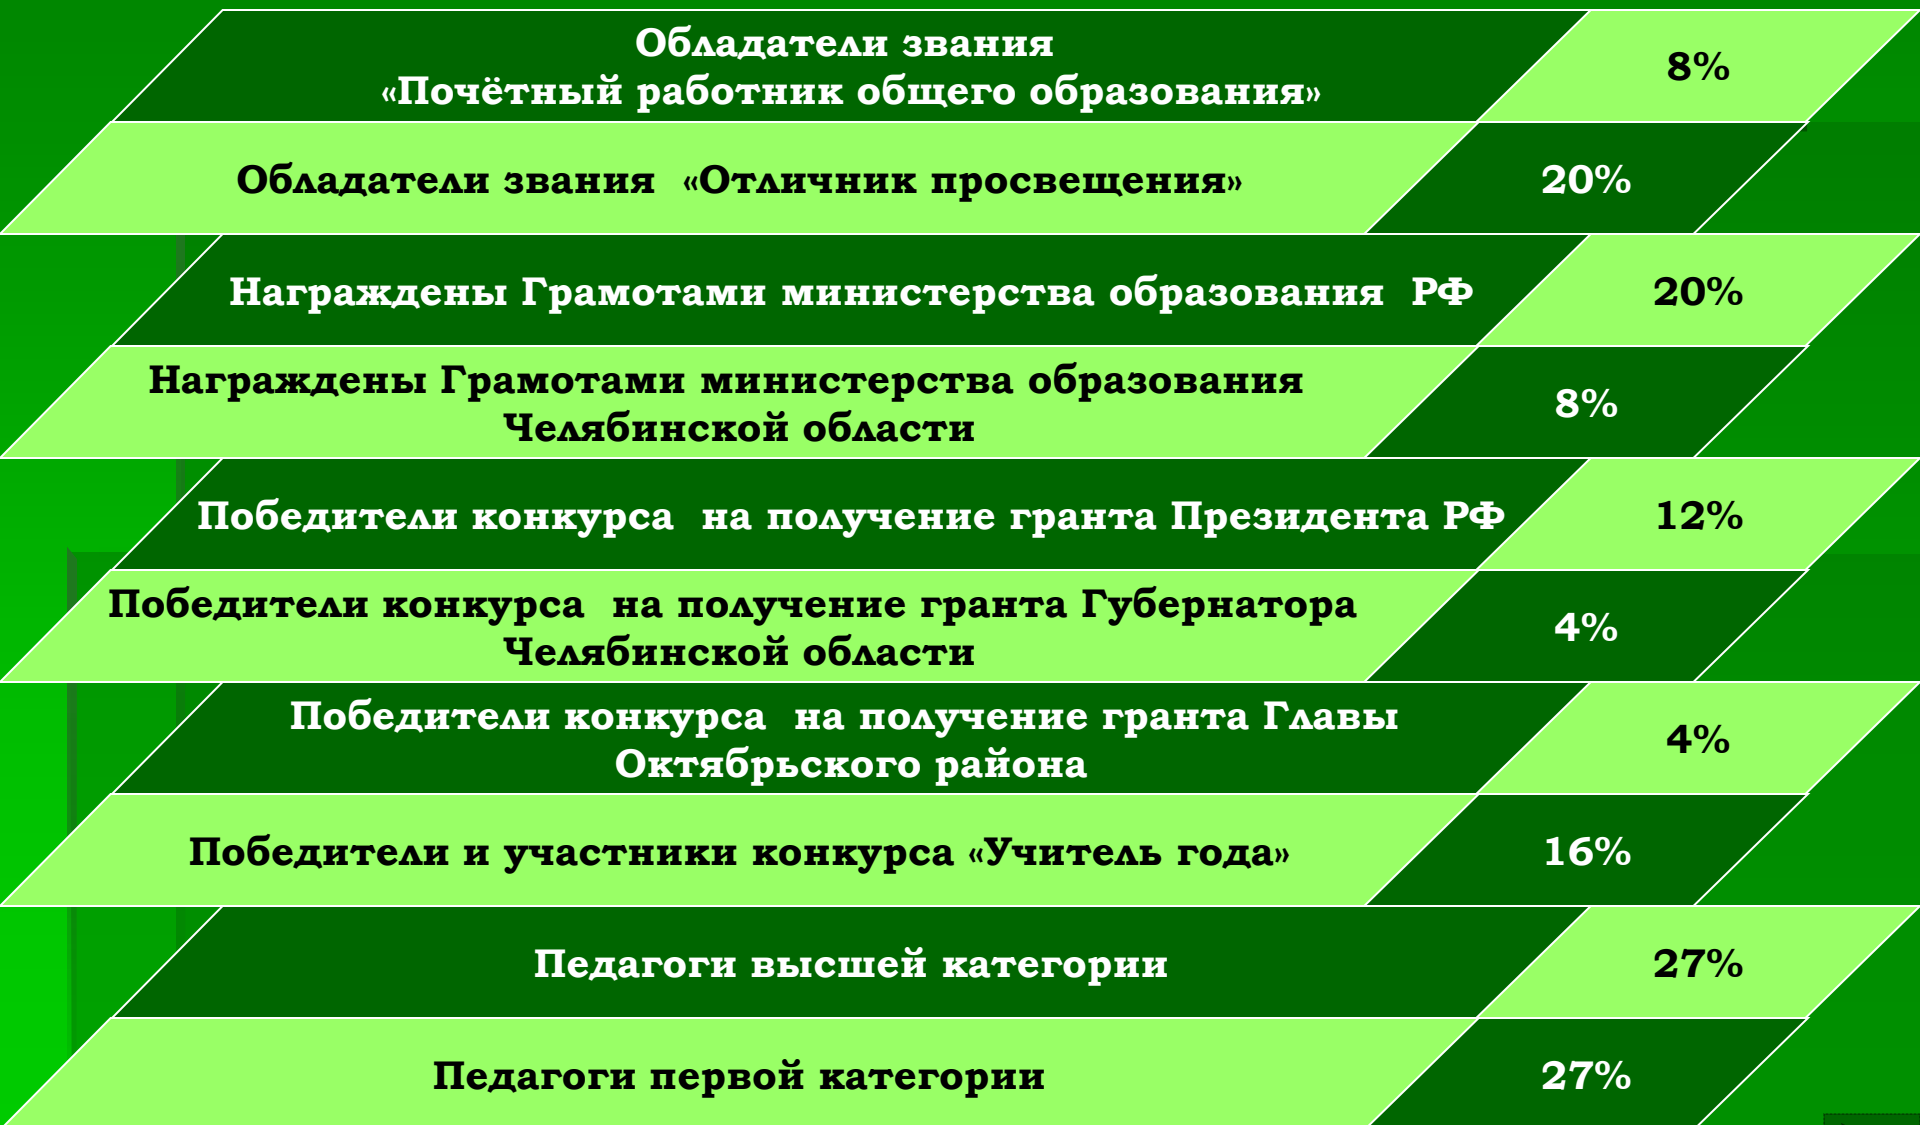 Обладатели звания
«Почётный работник общего образования»
8%
Обладатели звания «Отличник просвещения»
20%
Награждены Грамотами министерства образования РФ
20%
Награждены Грамотами министерства образования
Челябинской области
8%
Победители конкурса на получение гранта Президента РФ
12%
Победители конкурса на получение гранта Губернатора
Челябинской области
4%
Победители конкурса на получение гранта Главы
Октябрьского района
4%
Победители и участники конкурса «Учитель года»
16%
Педагоги высшей категории
27%
Педагоги первой категории
27%